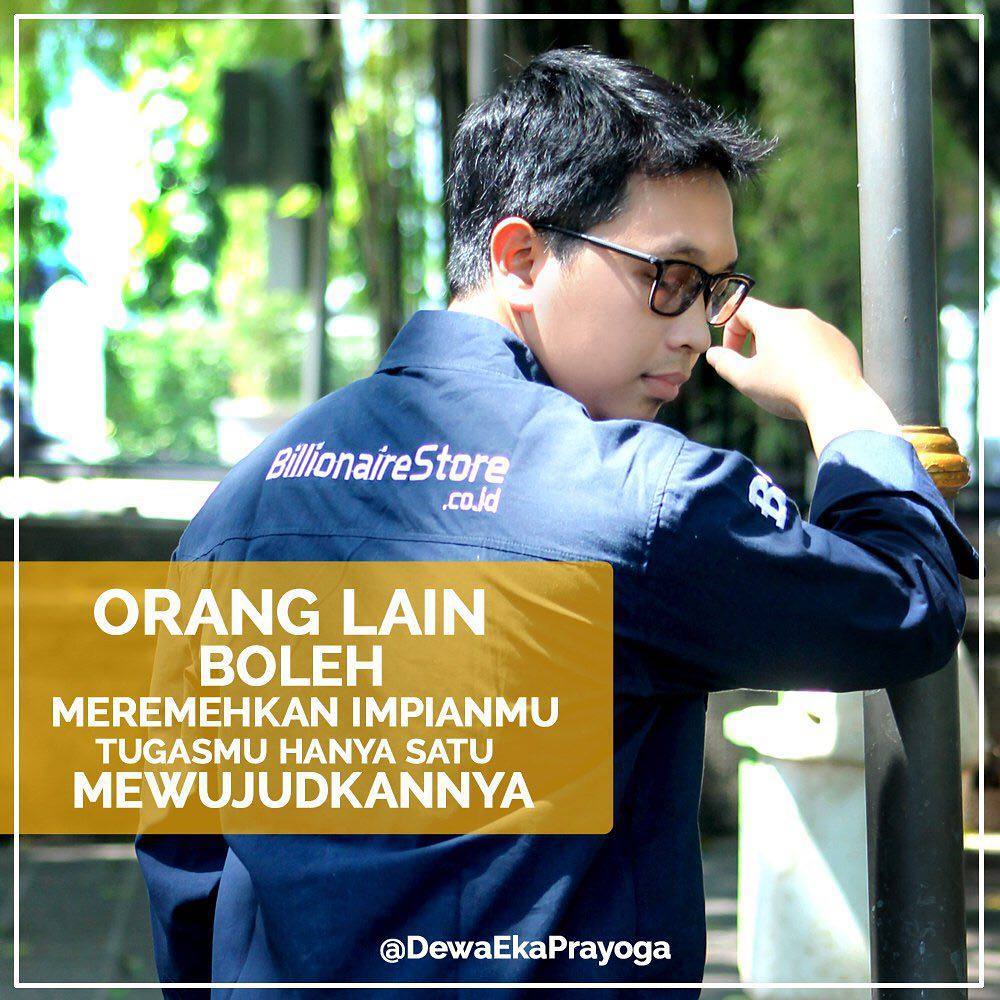 BillionaireStore
.co.id
B
ORANG LAIN
BOLEH
MEREMEHKAN IMPIANMU
TUGASMU HANYA SATU
MEWUJUDKANNYA
@DewaEkaPrayoga